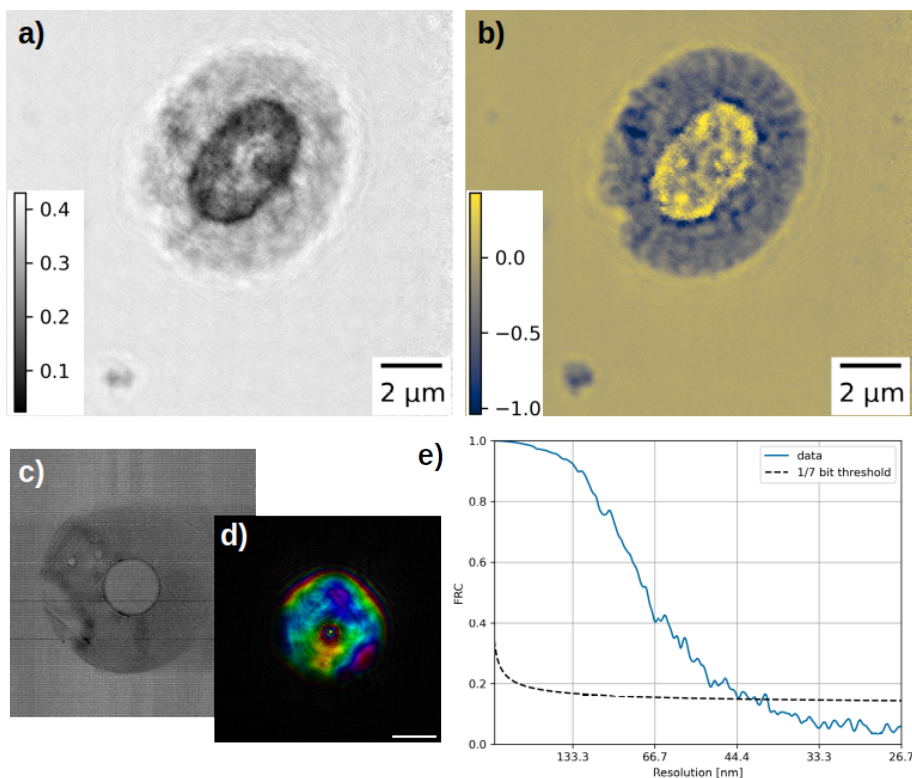 a)
0.4
0.3
0.2
0.1
2 μm
b)
0.0
−0.5
−1.0
2 μm
c)
d)
e)
1.0
0.8
0.6
0.4
0.2
0.0
FRC
data
1/7 bit threshold
133.3
66.7
44.4
33.3
26.7
Resolution [nm]